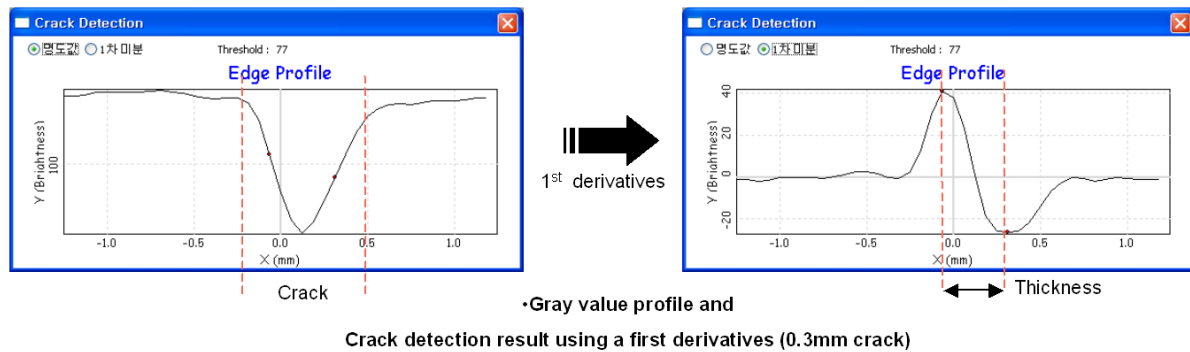 Crack Detection
명도값 1차미분 Threshold : 77
Edge Profile
Y (Brightness)
100
-1.0 -0.5 0.0 0.5 1.0
X (mm)
Crack
1st derivatives
Crack Detection
명도값 1차미분 Threshold : 77
Edge Profile
Y (Brightness)
40
20
0
-20
-1.0 -0.5 0.0 0.5 1.0
X (mm)
Thickness
•Gray value profile and
Crack detection result using a first derivatives (0.3mm crack)